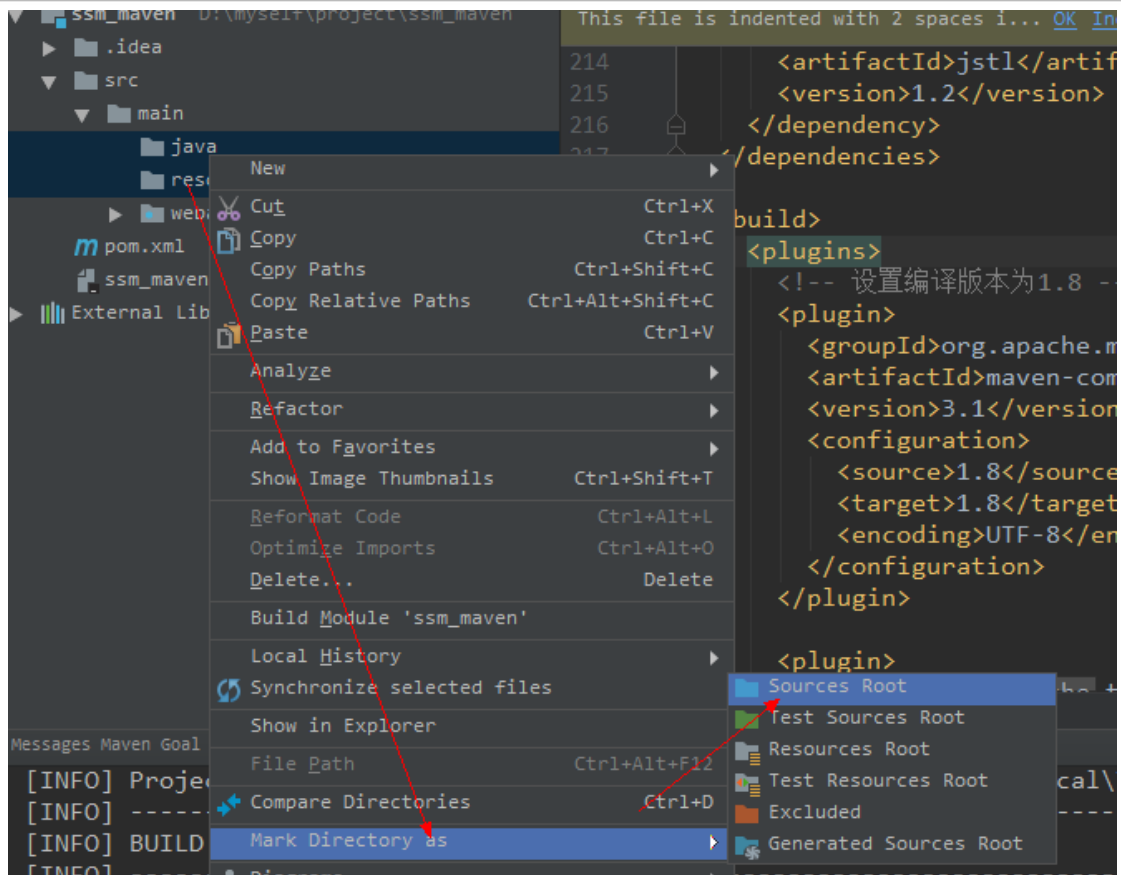 ssm_maven D:\myself\project\ssm_maven
.idea
src
main
java
pom.xml
ssm_maven
External Lib
This file is indented with 2 spaces i... OK
214 <artifactId>jstl</artif
215 <version>1.2</version>
216 </dependency>
217 </dependencies>
build>
<plugins>
<!-- 设置编译版本为1.8 --
<plugin>
<groupId>org.apache.m
<artifactId>maven-com
<version>3.1</version
<configuration>
<source>1.8</source
<target>1.8</target
<encoding>UTF-8</en
</configuration>
</plugin>
<plugin>
New
Cut Ctrl+X
Copy Ctrl+C
Copy Paths Ctrl+Shift+C
Copy Relative Paths Ctrl+Alt+Shift+C
Paste Ctrl+V
Analyze
Refactor
Add to Favorites
Show Image Thumbnails Ctrl+Shift+T
Reformat Code Ctrl+Alt+L
Optimize Imports Ctrl+Alt+O
Delete... Delete
Build Module 'ssm_maven'
Local History
Synchronize selected files
Show in Explorer
File Path Ctrl+Alt+F12
Compare Directories Ctrl+D
Mark Directory as
Sources Root
Test Sources Root
Resources Root
Test Resources Root
Excluded
Generated Sources Root
Messages Maven Goal
[INFO] Projec
cal\
[INFO] -----
----
[INFO] BUILD
[INFO]